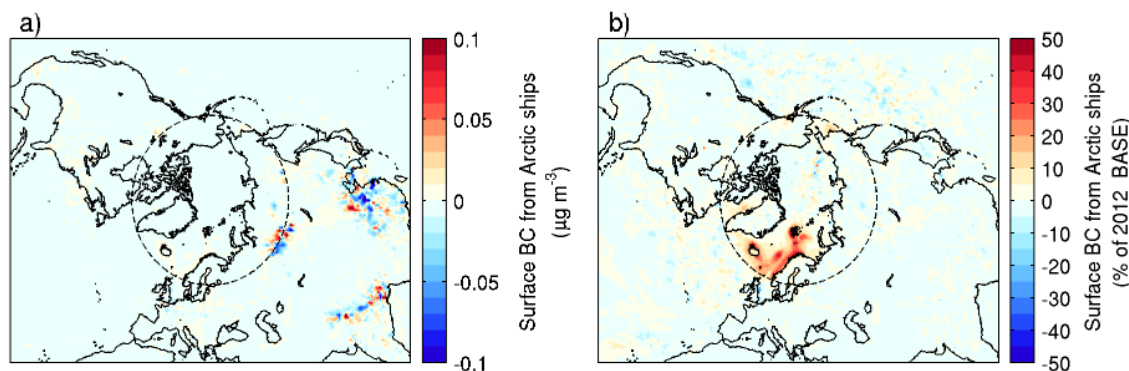 a)
0.1
0.05
0
-0.05
-0.1
Surface BC from Arctic ships
(µg m⁻³)
b)
50
40
30
20
10
0
-10
-20
-30
-40
-50
Surface BC from Arctic ships
(% of 2012 BASE)